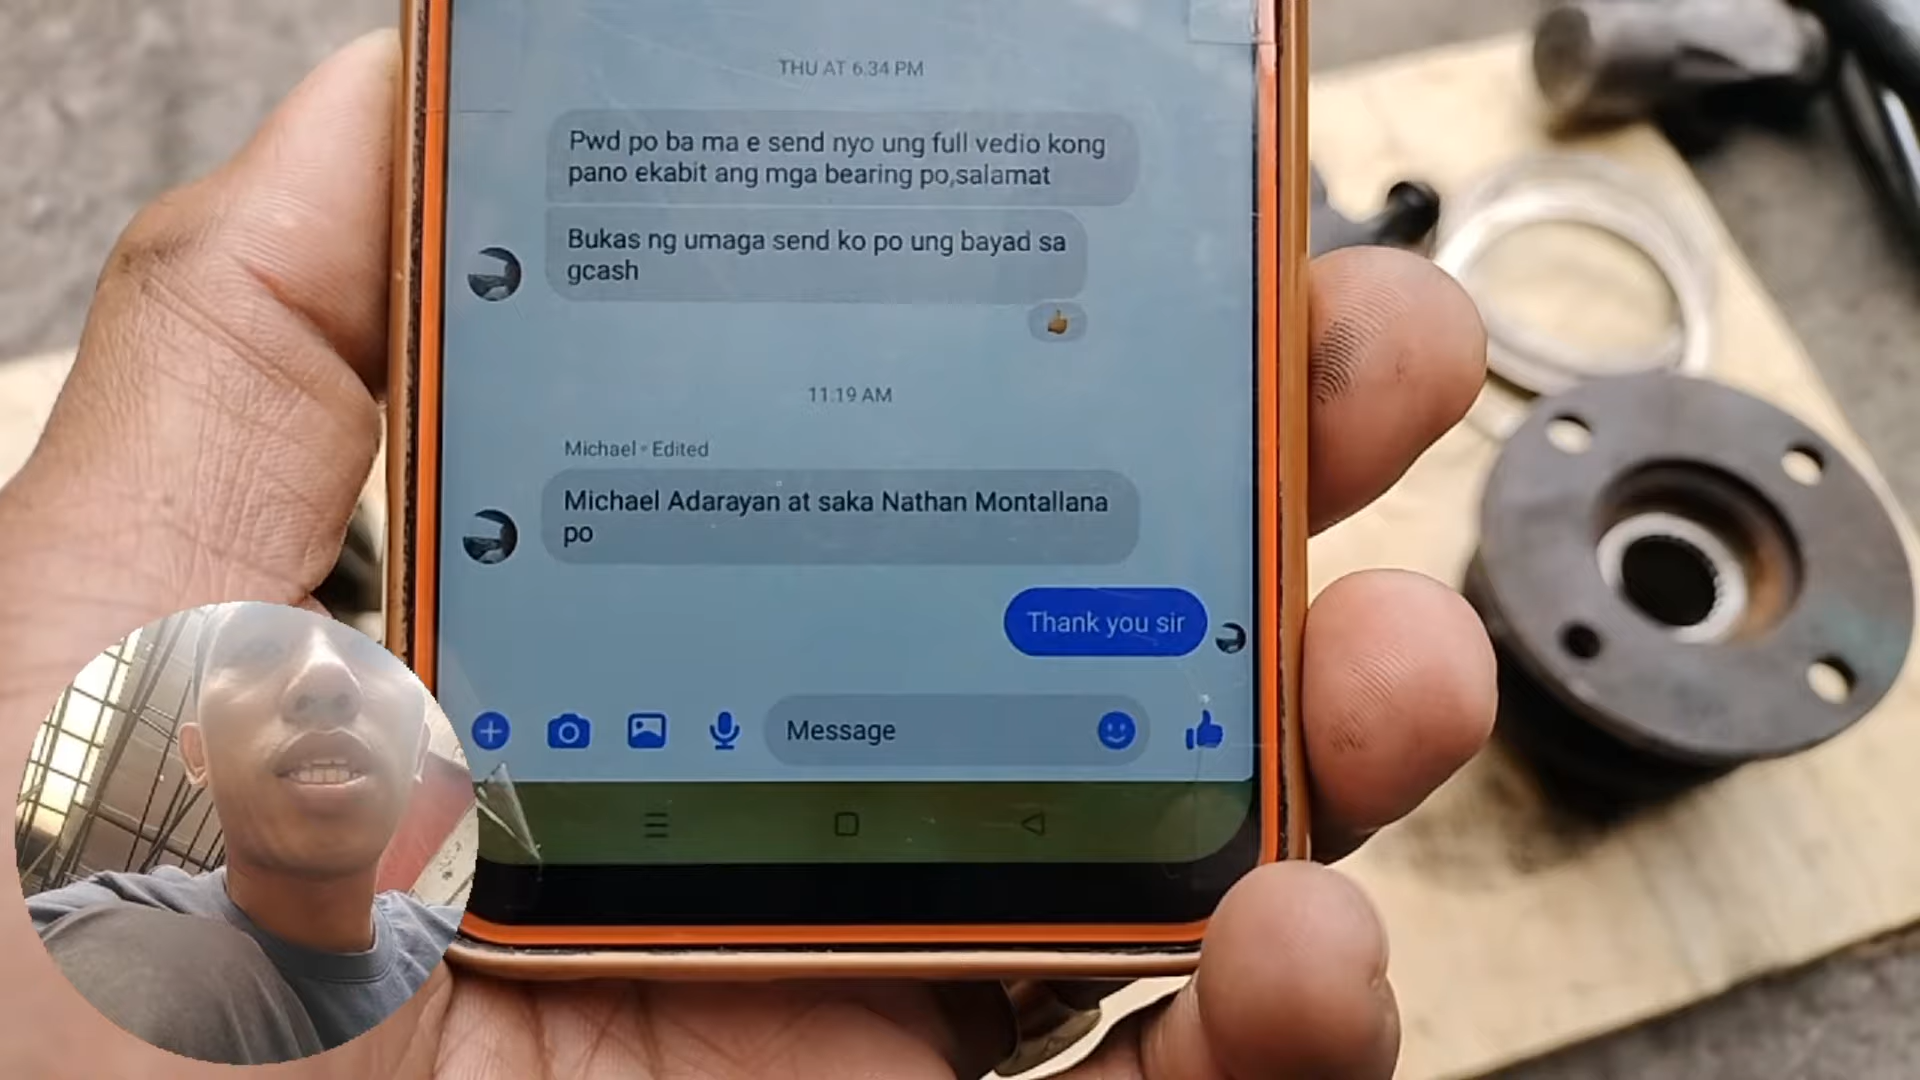 THU AT 6:34 PM
Pwd po ba ma e send nyo ung full vedio kong
pano ekabit ang mga bearing po,salamat
Bukas ng umaga send ko po ung bayad sa
gcash
11:19 AM
Michael • Edited
Michael Adarayan at saka Nathan Montallana
po
Thank you sir
Message